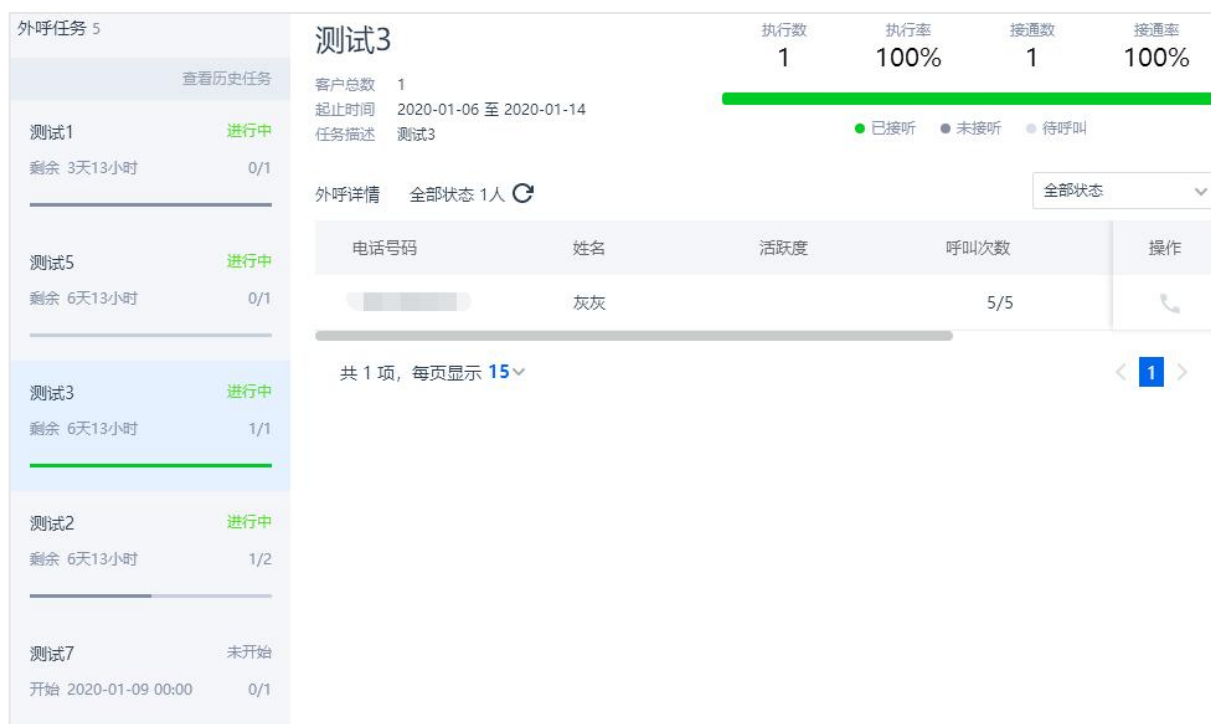 外呼任务 5
查看历史任务
测试1 进行中
剩余 3天13小时 0/1
测试5 进行中
剩余 6天13小时 0/1
测试3 进行中
剩余 6天13小时 1/1
测试2 进行中
剩余 6天13小时 1/2
测试7 未开始
开始 2020-01-09 00:00 0/1
测试3
客户总数 1
起止时间 2020-01-06 至 2020-01-14
任务描述 测试3
执行数 执行率 接通数 接通率
1 100% 1 100%
已接听 未接听 待呼叫
外呼详情 全部状态 1人 全部状态
电话号码 姓名 活跃度 呼叫次数 操作
灰灰 5/5
共 1 项，每页显示 15 1